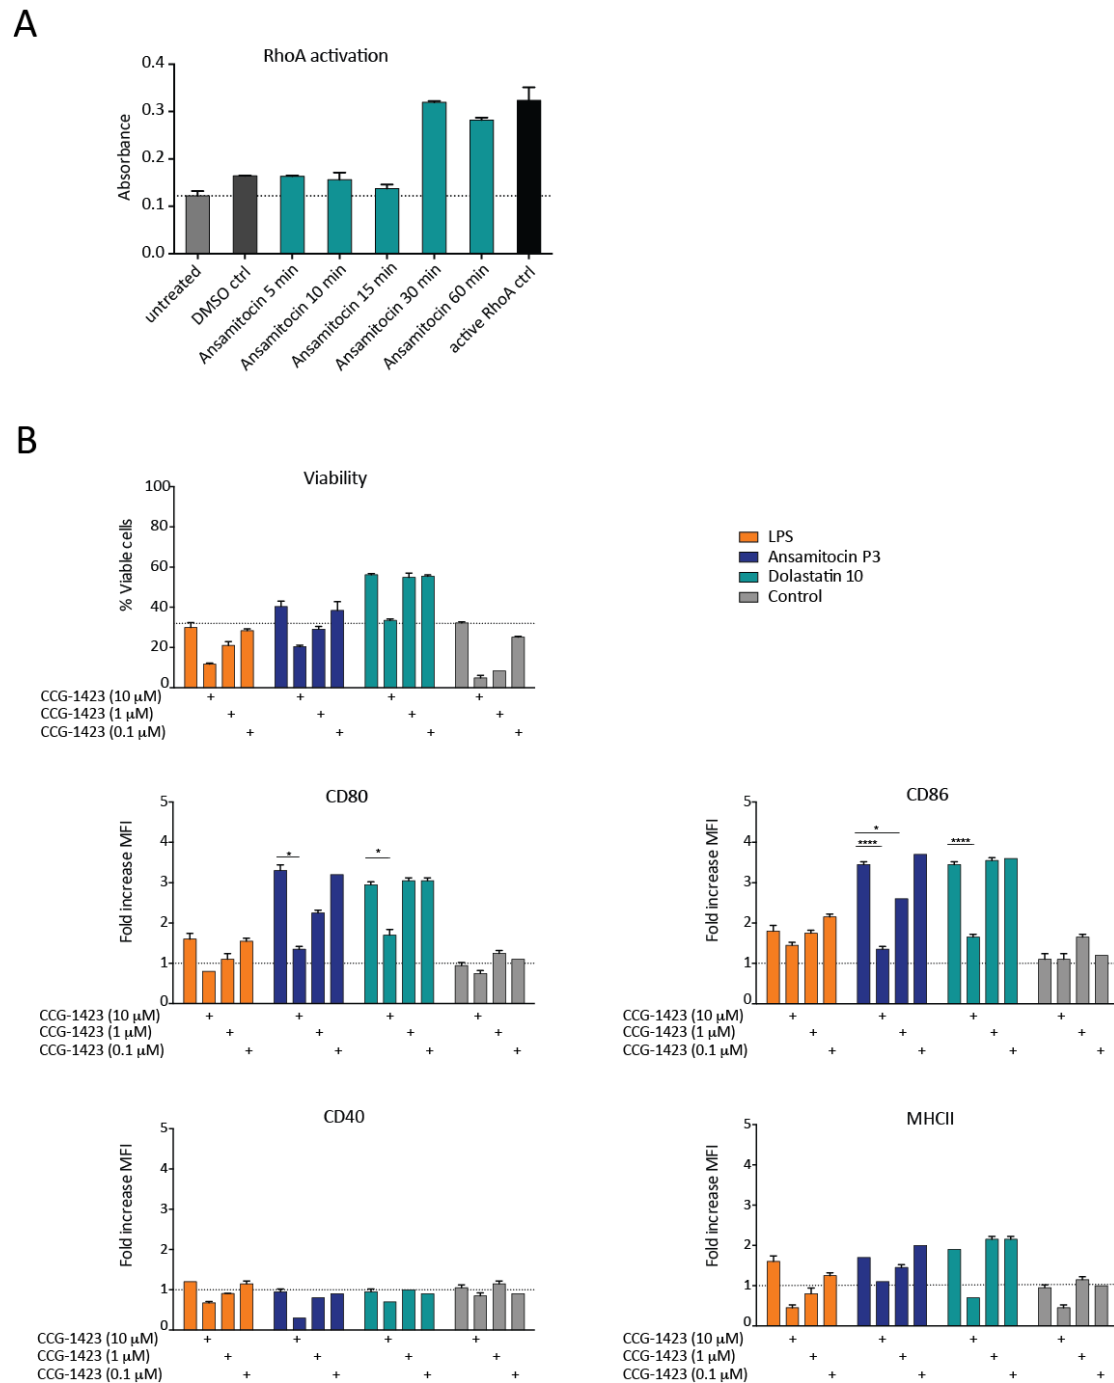 A
RhoA activation
Absorbance
0.4
0.3
0.2
0.1
0.0
untreated
DMSO ctrl
Ansamitocin 5 min
Ansamitocin 10 min
Ansamitocin 15 min
Ansamitocin 30 min
Ansamitocin 60 min
active RhoA ctrl
B
Viability
% Viable cells
100
80
60
40
20
0
CCG-1423 (10 µM) + + + +
CCG-1423 (1 µM) + + + +
CCG-1423 (0.1 µM) + + + +
LPS
Ansamitocin P3
Dolastatin 10
Control
CD80
Fold increase MFI
5
4
3
2
1
0
* *
CCG-1423 (10 µM) + + + +
CCG-1423 (1 µM) + + + +
CCG-1423 (0.1 µM) + + + +
CD86
Fold increase MFI
5
4
3
2
1
0
*
**** ****
CCG-1423 (10 µM) + + + +
CCG-1423 (1 µM) + + + +
CCG-1423 (0.1 µM) + + + +
CD40
Fold increase MFI
5
4
3
2
1
0
CCG-1423 (10 µM) + + + +
CCG-1423 (1 µM) + + + +
CCG-1423 (0.1 µM) + + + +
MHCII
Fold increase MFI
5
4
3
2
1
0
CCG-1423 (10 µM) + + + +
CCG-1423 (1 µM) + + + +
CCG-1423 (0.1 µM) + + + +